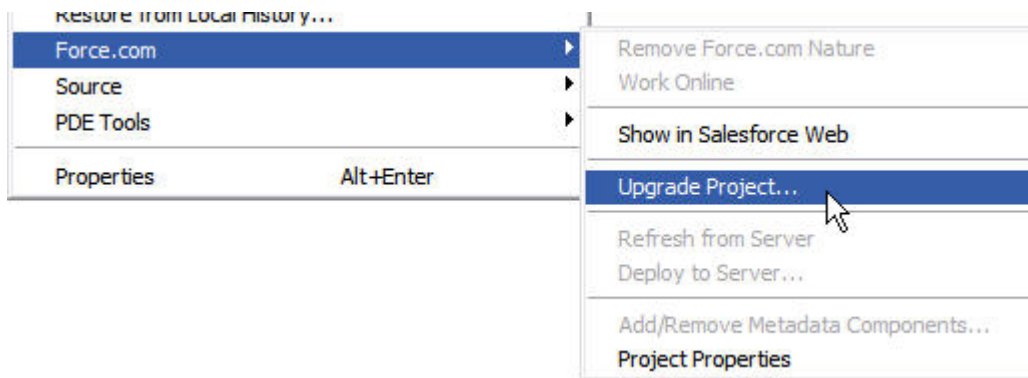 Restore from Local History...
Force.com
Source
PDE Tools
Properties Alt+Enter
Remove Force.com Nature
Work Online
Show in Salesforce Web
Upgrade Project...
Refresh from Server
Deploy to Server...
Add/Remove Metadata Components...
Project Properties